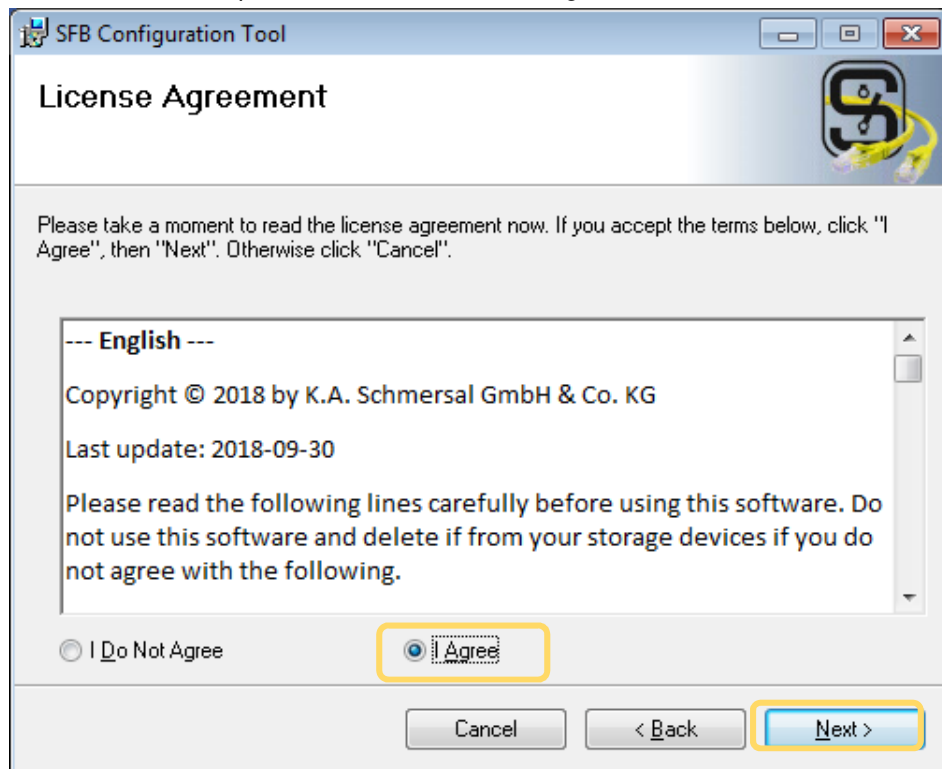 SFB Configuration Tool
License Agreement
Please take a moment to read the license agreement now. If you accept the terms below, click "I
Agree", then "Next". Otherwise click "Cancel".
--- English ---
Copyright © 2018 by K.A. Schmersal GmbH & Co. KG
Last update: 2018-09-30
Please read the following lines carefully before using this software. Do
not use this software and delete if from your storage devices if you do
not agree with the following.
I Do Not Agree
I Agree
Cancel
< Back
Next >